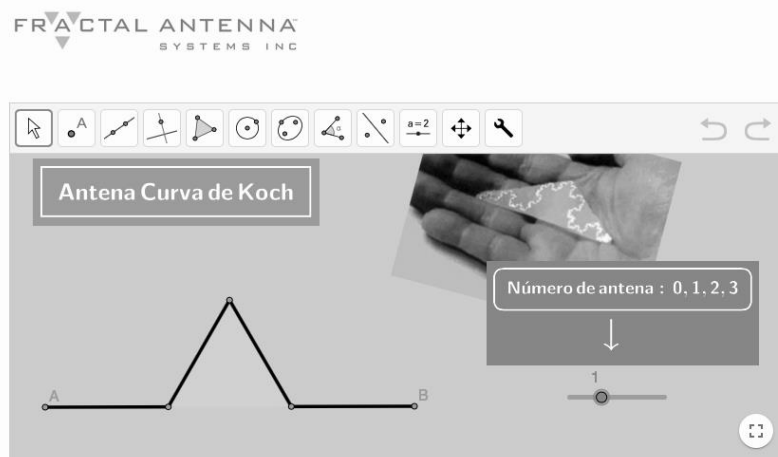 FRACTAL ANTENNA
SYSTEMS INC
A
a=2
Antena Curva de Koch
Número de antena : 0, 1, 2, 3
↓
1
A
B